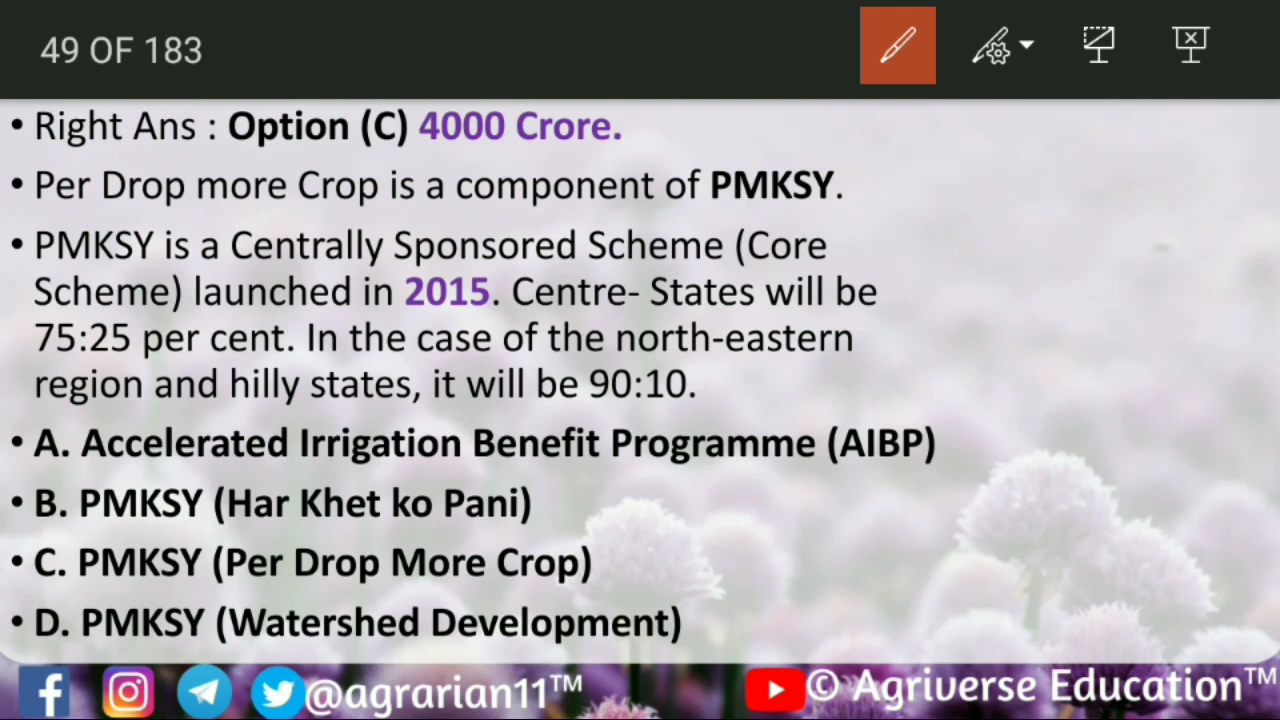 49 OF 183
• Right Ans : Option (C) 4000 Crore.
• Per Drop more Crop is a component of PMKSY.
• PMKSY is a Centrally Sponsored Scheme (Core
Scheme) launched in 2015. Centre- States will be
75:25 per cent. In the case of the north-eastern
region and hilly states, it will be 90:10.
• A. Accelerated Irrigation Benefit Programme (AIBP)
• B. PMKSY (Har Khet ko Pani)
• C. PMKSY (Per Drop More Crop)
• D. PMKSY (Watershed Development)
@agrarian11™ © Agriverse Education™